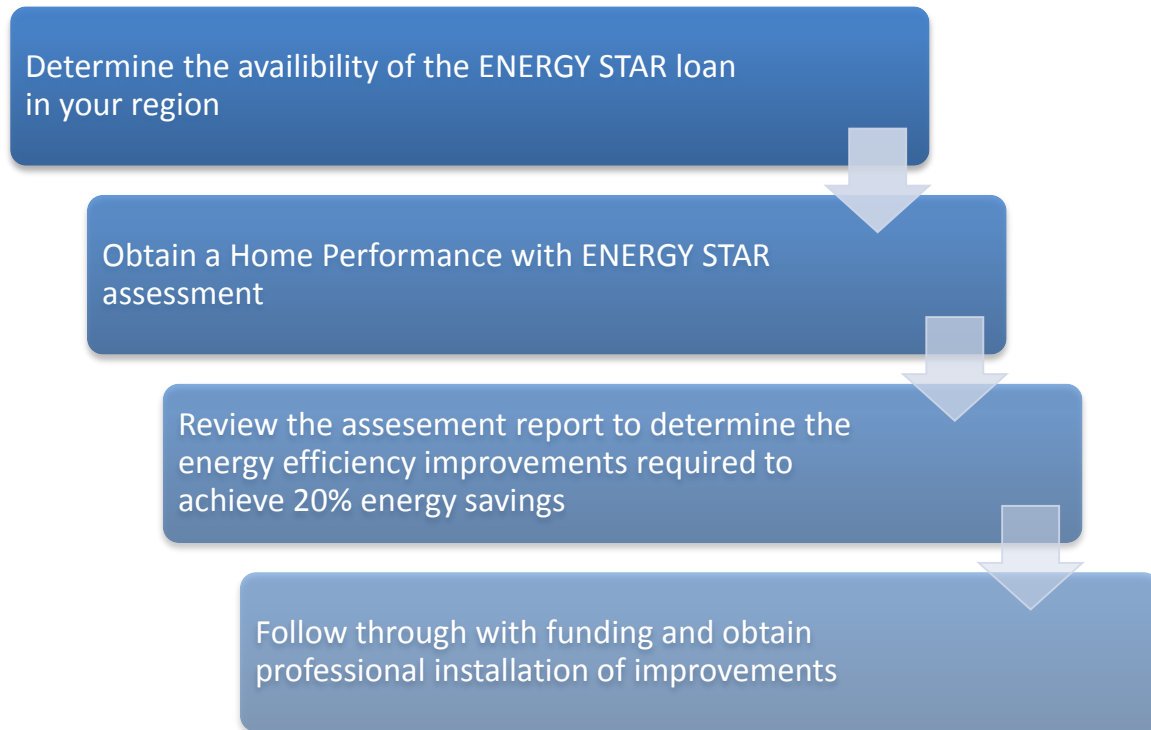 Determine the availibility of the ENERGY STAR loan
in your region
Obtain a Home Performance with ENERGY STAR
assessment
Review the assesement report to determine the
energy efficiency improvements required to
achieve 20% energy savings
Follow through with funding and obtain
professional installation of improvements